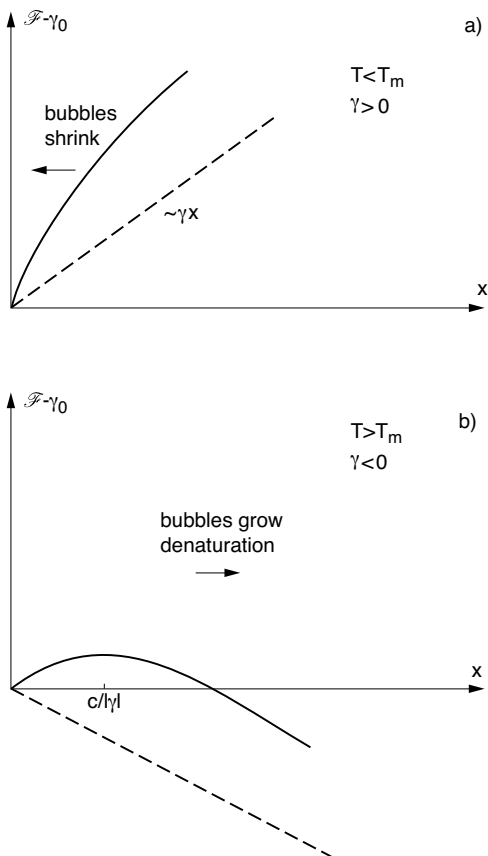 ℱ-γ₀
a)
T<Tₘ
γ>0
bubbles
shrink
~γx
x
ℱ-γ₀
b)
T>Tₘ
γ<0
bubbles grow
denaturation
x
c/|γ|